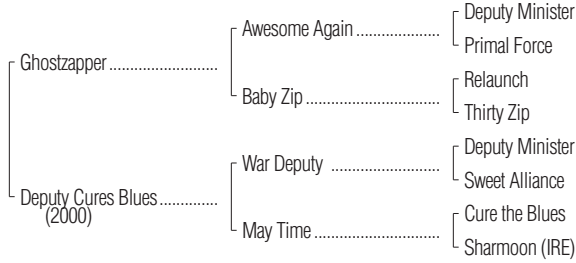 Deputy Minister
Awesome Again ....................
Primal Force
Ghostzapper ..........................
Relaunch
Baby Zip ................................
Thirty Zip
Deputy Minister
War Deputy ..........................
Sweet Alliance
Deputy Cures Blues ..............
(2000)
Cure the Blues
May Time ..............................
Sharmoon (IRE)